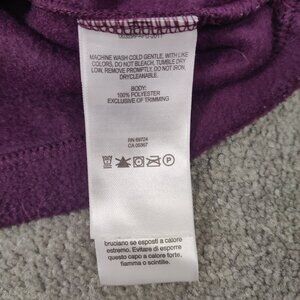 MACHINE WASH COLD GENTLE, WITH LIKE
COLORS, DO NOT BLEACH, TUMBLE DRY
LOW, REMOVE PROMPTLY, DO NOT IRON,
DRYCLEANABLE.
BODY:
100% POLYESTER
EXCLUSIVE OF TRIMMING
RN 69724
CA 05367
P
bruciano se esposti a calore
estremo. Evitare di esporre
questo capo a calore forte,
fiamma o scintille.